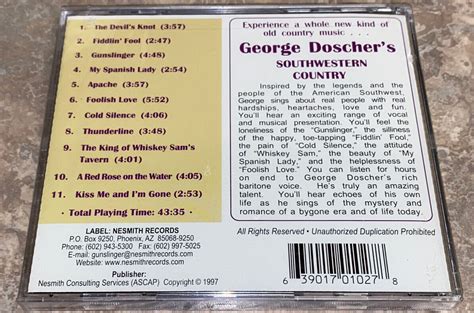 1. The Devil's Knot (3:57)
2. Fiddlin' Fool (2:47)
3. Gunslinger (4:45)
4. My Spanish Lady (2:54)
5. Apache (3:57)
6. Foolish Love (5:52)
7. Cold Silence (4:06)
8. Thunderline (3:48)
9. The King of Whiskey Sam's
Tavern (4:01)
10. A Red Rose on the Water (4:05)
11. Kiss Me and I'm Gone (2:53)
· Total Playing Time: 43:35 ·
LABEL: NESMITH RECORDS
P.O. Box 9250, Phoenix, AZ 85068-9250
Phone: (602) 943-5300 Fax: (602) 997-5025
E-mail: gunslinger@nesmithrecords.com
Website: www.nesmithrecords.com
Publisher:
Nesmith Consulting Services (ASCAP) Copyright © 1997
Experience a whole new kind of
old country music . . .
George Doscher's
SOUTHWESTERN
COUNTRY
Inspired by the legends and the
people of the American Southwest,
George sings about real people with real
hardships, heartaches, love and fun.
You'll hear an exciting range of vocal
and musical presentation. You'll feel the
loneliness of the "Gunslinger," the silliness
of the happy, toe-tapping "Fiddlin' Fool," the
pain of "Cold Silence," the attitude
of "Whiskey Sam," the beauty of "My
Spanish Lady," and the helplessness of
"Foolish Love." You can listen for hours
on end to George Doscher's rich
baritone voice. He's truly an amazing
talent. You'll hear echoes of his own
life as he sings of the mystery and
romance of a bygone era and of life today.
All Rights Reserved · Unauthorized Duplication Prohibited
6 39017 01027 8